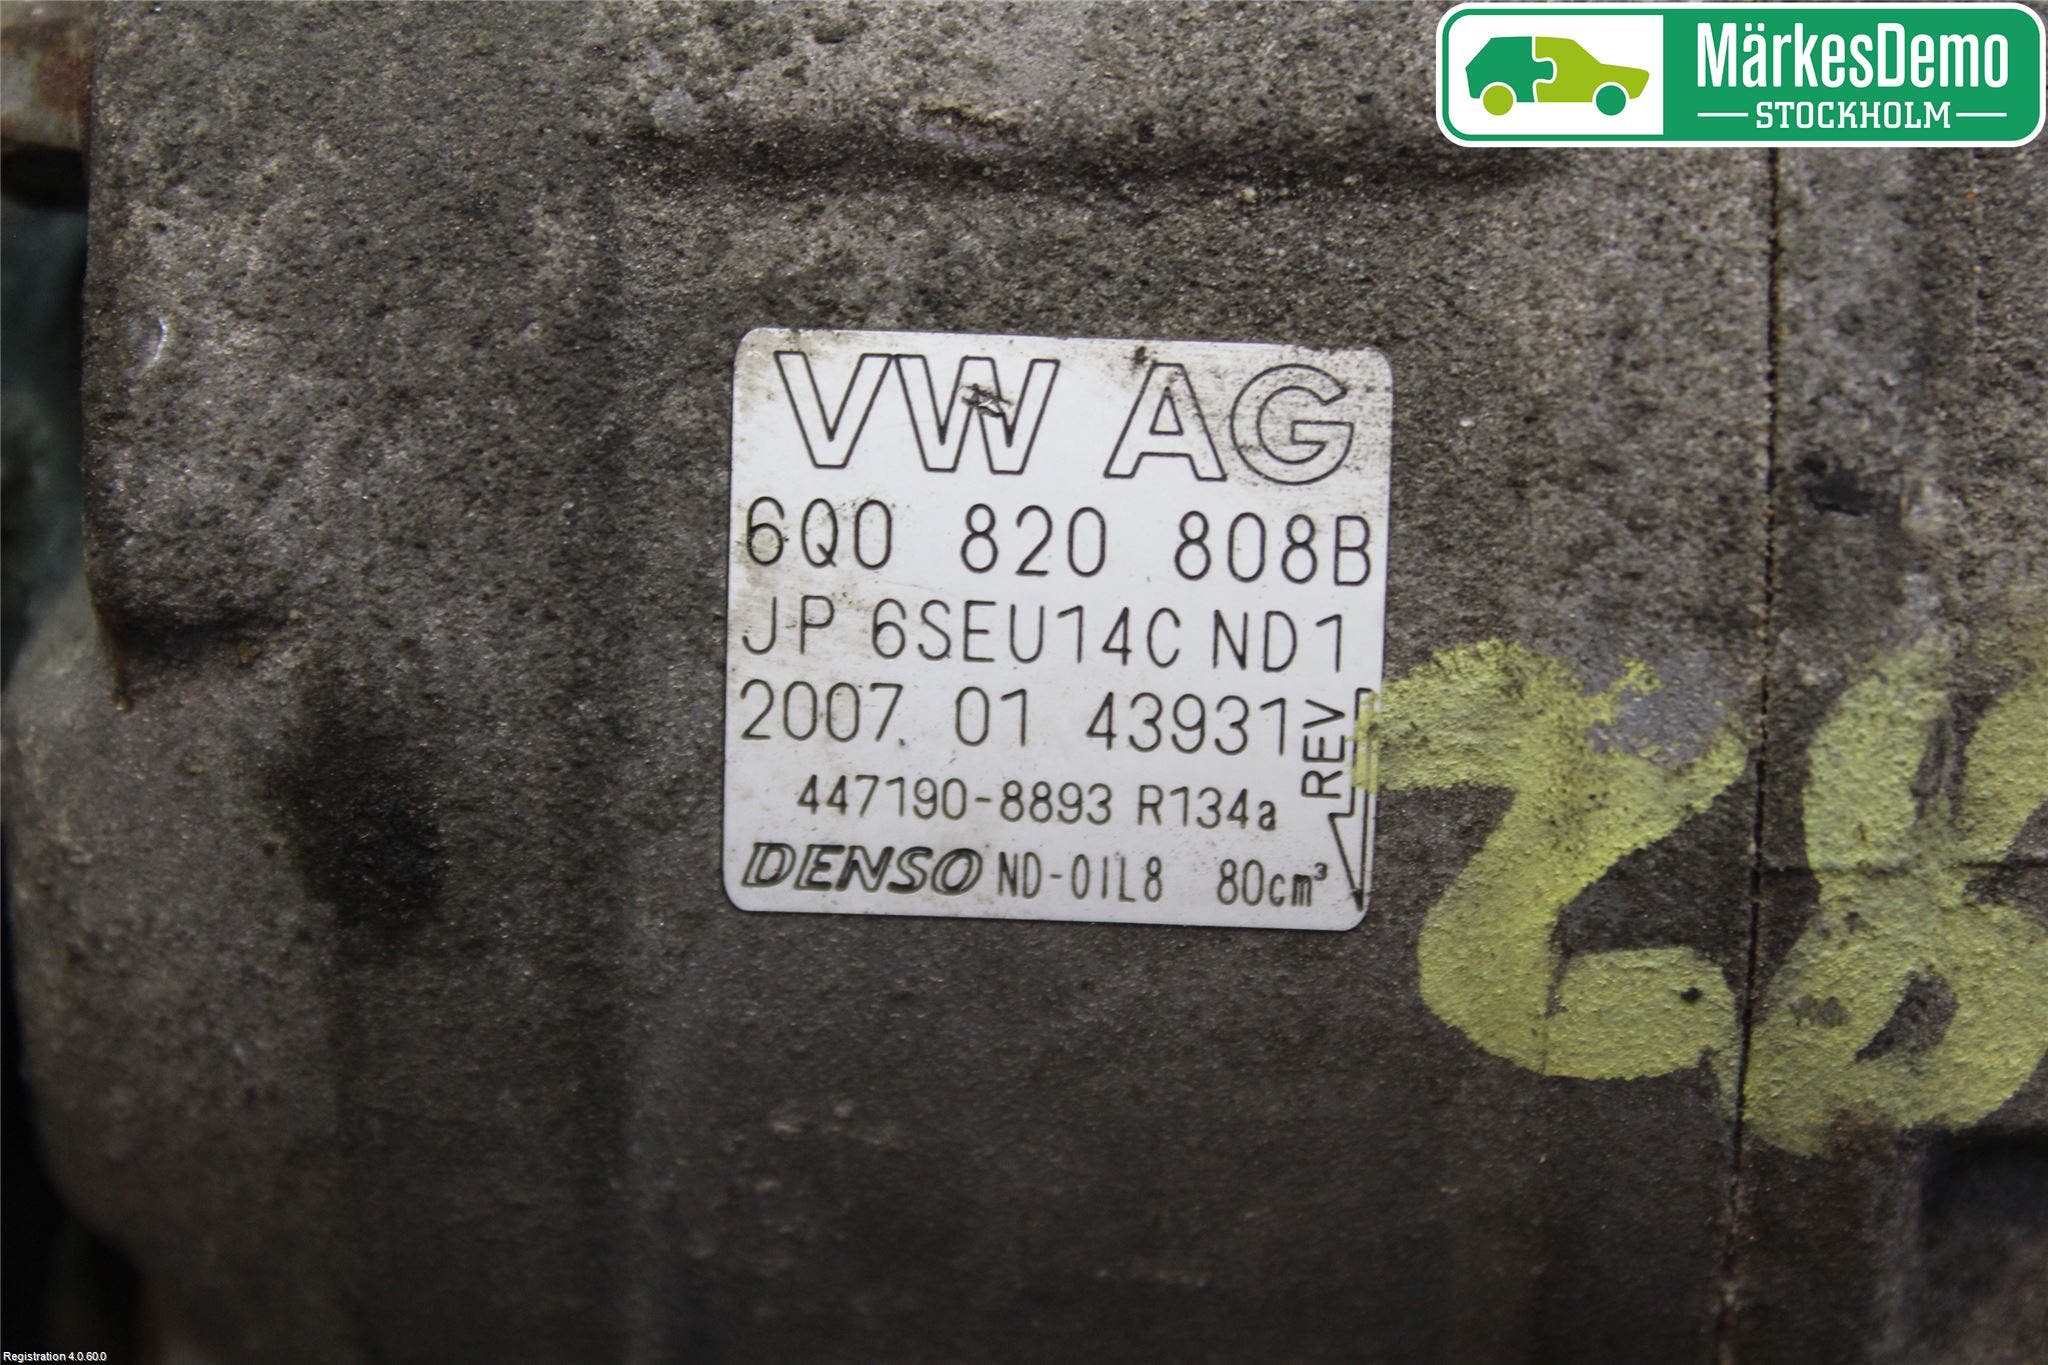 MärkesDemo
STOCKHOLM
VW AG
6Q0 820 808B
JP 6SEU14C ND1
2007. 01 43931
REV
447190-8893 R134a
DENSO ND-OIL8 80cm³
28
Registration 4.0.60.0